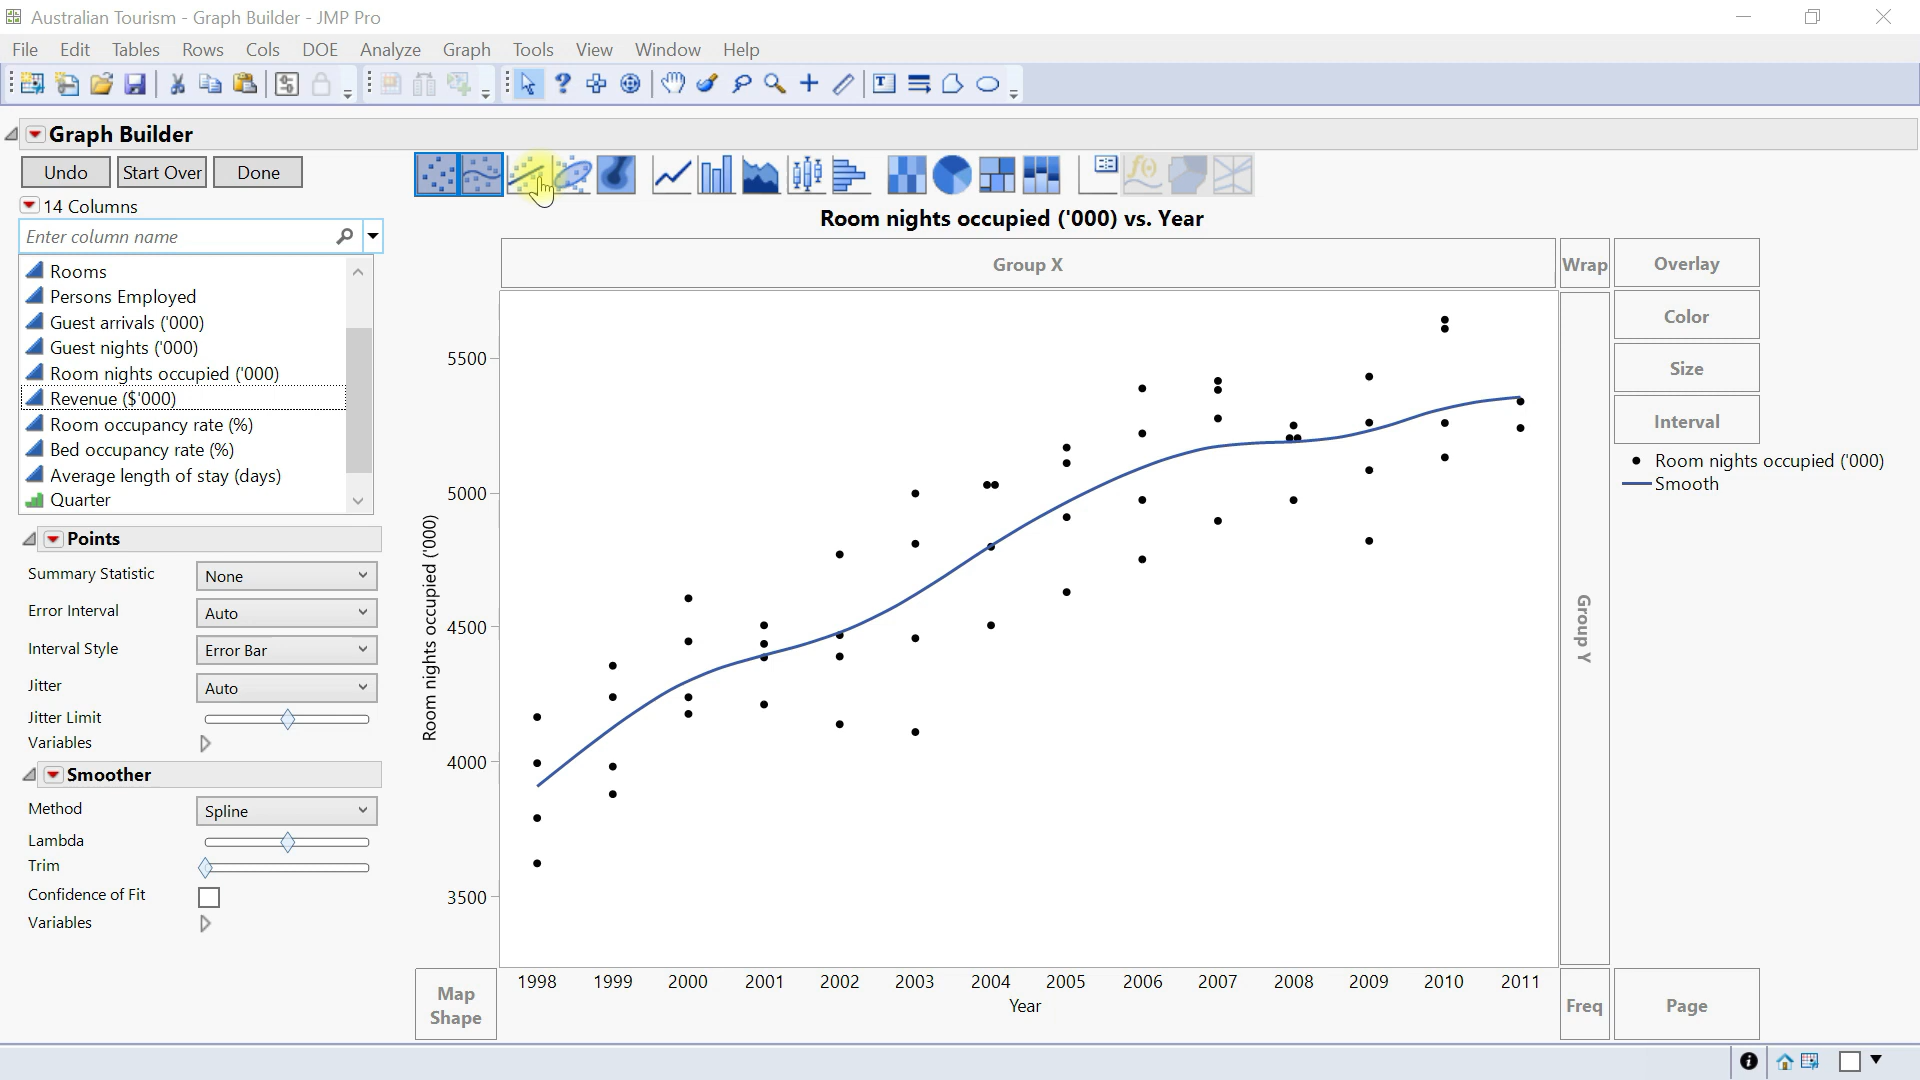 Australian Tourism - Graph Builder - JMP Pro
File Edit Tables Rows Cols DOE Analyze Graph Tools View Window Help
Graph Builder
Undo Start Over Done
14 Columns
Enter column name
Rooms
Persons Employed
Guest arrivals ('000)
Guest nights ('000)
Room nights occupied ('000)
Revenue ($'000)
Room occupancy rate (%)
Bed occupancy rate (%)
Average length of stay (days)
Quarter
Points
Summary Statistic None
Error Interval Auto
Interval Style Error Bar
Jitter Auto
Jitter Limit
Variables
Smoother
Method Spline
Lambda
Trim
Confidence of Fit
Variables
Room nights occupied ('000) vs. Year
Group X
Wrap
Overlay
Color
Size
Interval
Room nights occupied ('000)
Smooth
Group Y
Room nights occupied ('000)
5500
5000
4500
4000
3500
1998 1999 2000 2001 2002 2003 2004 2005 2006 2007 2008 2009 2010 2011
Year
Map
Shape
Freq
Page